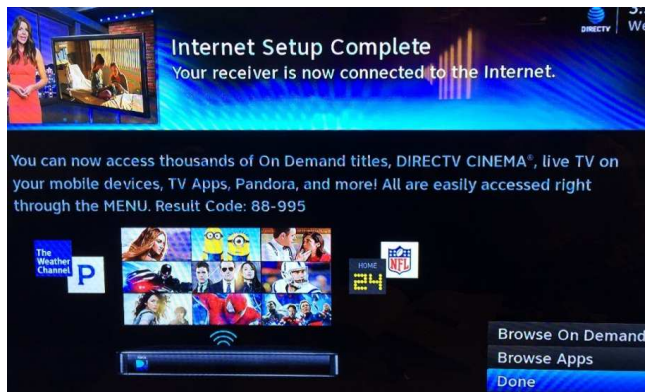 Internet Setup Complete
Your receiver is now connected to the Internet.
DIRECTV
You can now access thousands of On Demand titles, DIRECTV CINEMA®, live TV on
your mobile devices, TV Apps, Pandora, and more! All are easily accessed right
through the MENU. Result Code: 88-995
The
Weather
Channel
P
HOME
24
NFL
Browse On Demand
Browse Apps
Done